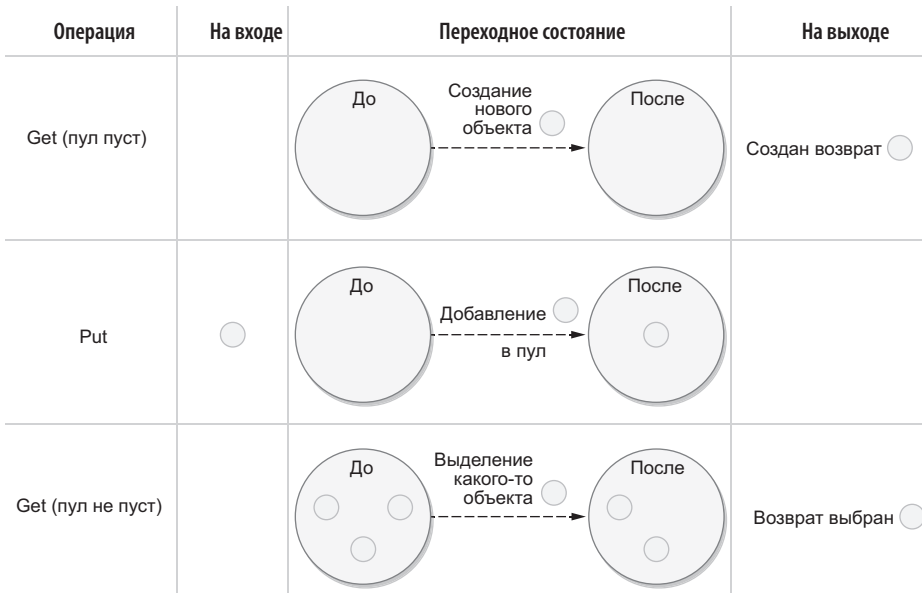 Операция На входе Переходное состояние На выходе
Get (пул пуст)
До
Создание
нового
объекта
После
Создан возврат
Put
До
Добавление
в пул
После
Get (пул не пуст)
До
Выделение
какого-то
объекта
После
Возврат выбран